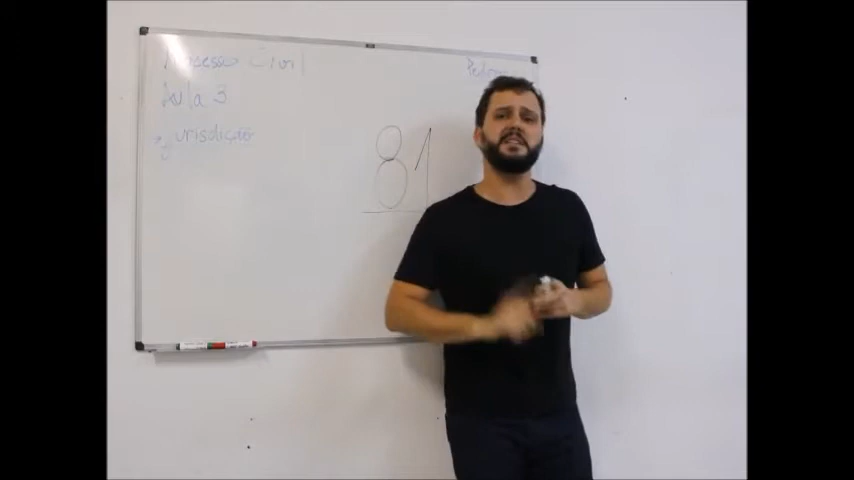 Processo Civil
Aula 3
→ jurisdição
81